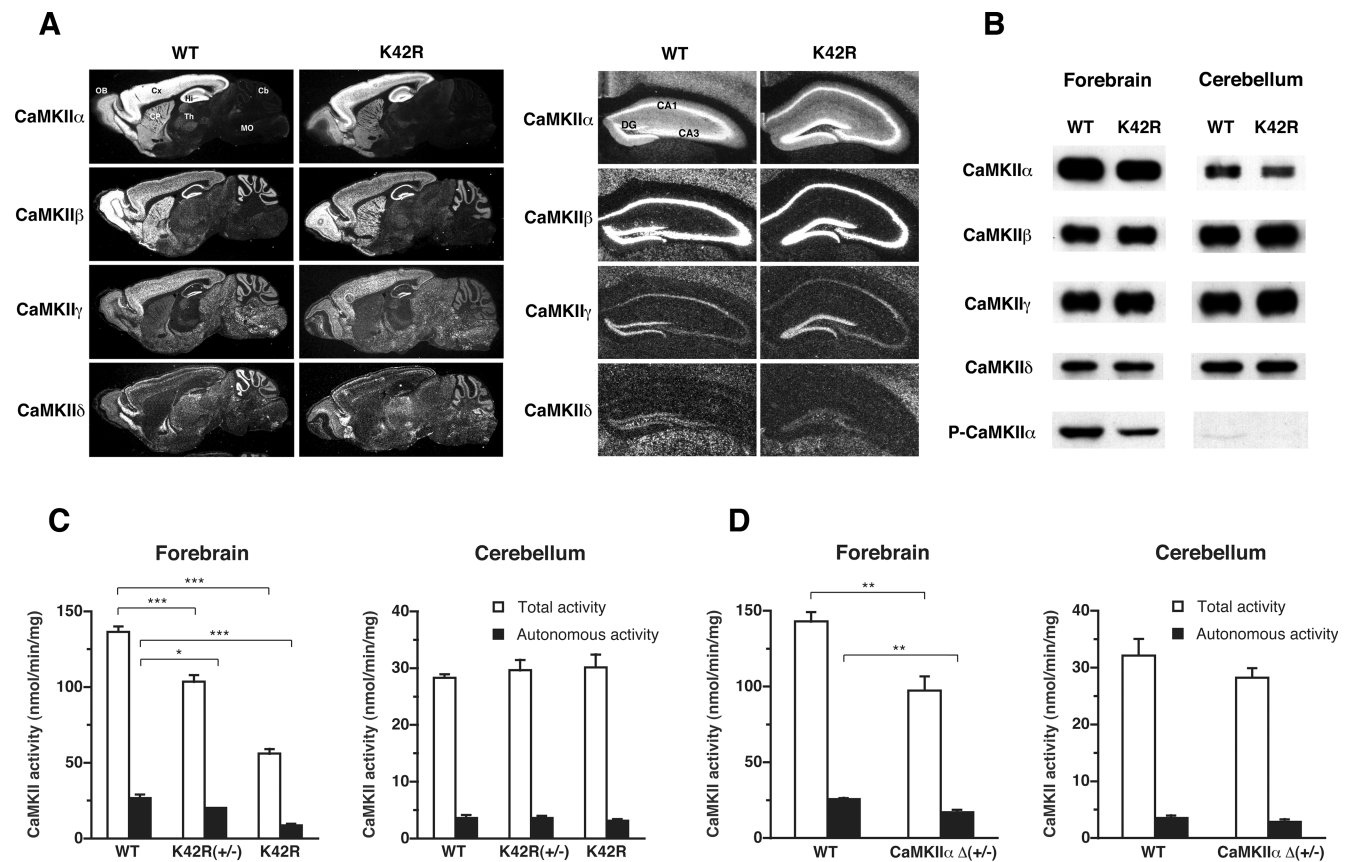 A
WT
K42R
CaMKIIα
OB
Cx
Hi
CP
Th
Cb
MO
CaMKIIβ
CaMKIIγ
CaMKIIδ
WT
K42R
CaMKIIα
CA1
DG
CA3
CaMKIIβ
CaMKIIγ
CaMKIIδ
B
Forebrain
Cerebellum
WT
K42R
WT
K42R
CaMKIIα
CaMKIIβ
CaMKIIγ
CaMKIIδ
P-CaMKIIα
C
Forebrain
CaMKII activity (nmol/min/mg)
150
100
50
0
***
***
***
*
WT
K42R(+/-)
K42R
Cerebellum
CaMKII activity (nmol/min/mg)
40
30
20
10
0
Total activity
Autonomous activity
WT
K42R(+/-)
K42R
D
Forebrain
CaMKII activity (nmol/min/mg)
150
100
50
0
**
**
WT
CaMKIIα Δ(+/-)
Cerebellum
CaMKII activity (nmol/min/mg)
40
30
20
10
0
Total activity
Autonomous activity
WT
CaMKIIα Δ(+/-)